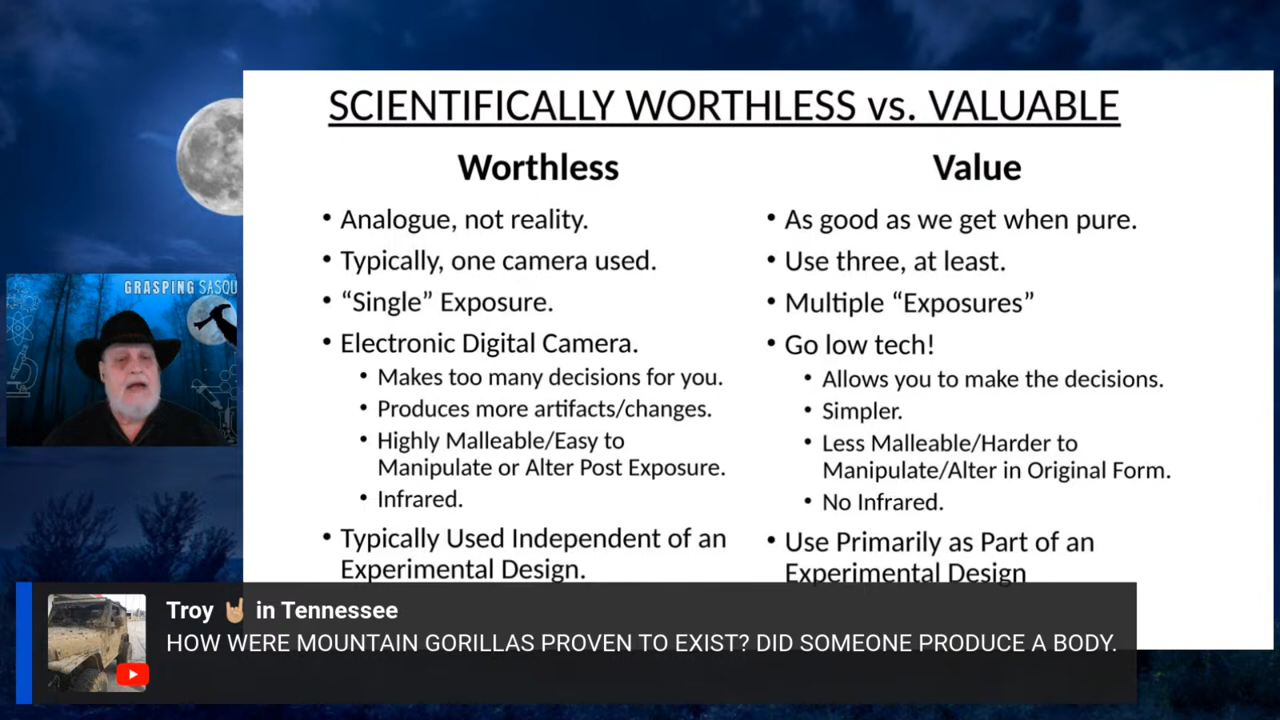 SCIENTIFICALLY WORTHLESS vs. VALUABLE
Worthless
• Analogue, not reality.
• Typically, one camera used.
• “Single” Exposure.
• Electronic Digital Camera.
• Makes too many decisions for you.
• Produces more artifacts/changes.
• Highly Malleable/Easy to
Manipulate or Alter Post Exposure.
• Infrared.
• Typically Used Independent of an
Experimental Design.
Value
• As good as we get when pure.
• Use three, at least.
• Multiple “Exposures”
• Go low tech!
• Allows you to make the decisions.
• Simpler.
• Less Malleable/Harder to
Manipulate/Alter in Original Form.
• No Infrared.
• Use Primarily as Part of an
Experimental Design
GRASPING SASQU
Troy 🤘🏼 in Tennessee
HOW WERE MOUNTAIN GORILLAS PROVEN TO EXIST? DID SOMEONE PRODUCE A BODY.